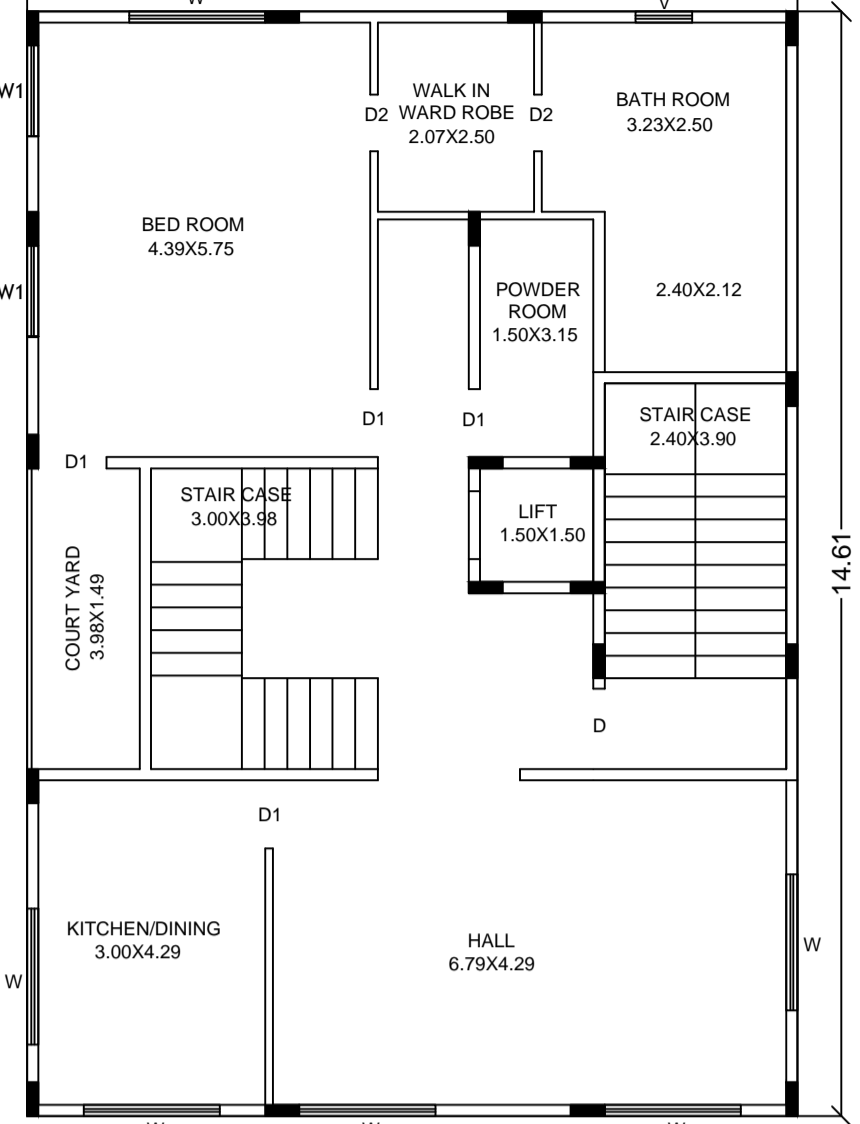 W
V
W1
WALK IN
WARD ROBE
2.07X2.50
D2
D2
BATH ROOM
3.23X2.50
BED ROOM
4.39X5.75
W1
POWDER
ROOM
1.50X3.15
2.40X2.12
D1
D1
STAIR CASE
2.40X3.90
D1
STAIR CASE
3.00X3.98
LIFT
1.50X1.50
14.61
COURT YARD
3.98X1.49
D
D1
KITCHEN/DINING
3.00X4.29
HALL
6.79X4.29
W
W
W
W
W